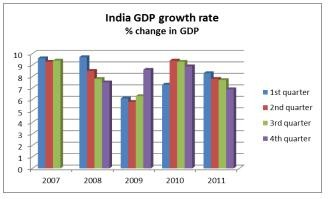 India GDP growth rate
% change in GDP
10
9
8
7
6
5
4
3
2
1
0
2007 2008 2009 2010 2011
1st quarter
2nd quarter
3rd quarter
4th quarter